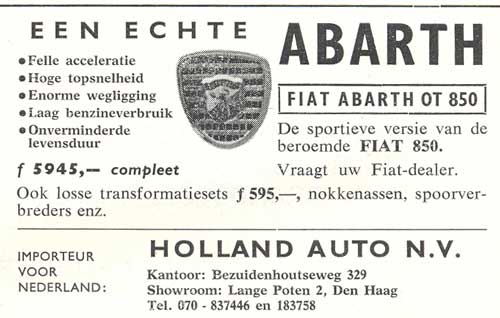 EEN ECHTE
ABARTH
• Felle acceleratie
• Hoge topsnelheid
• Enorme wegligging
• Laag benzineverbruik
• Onverminderde
levensduur
ƒ 5945,— compleet
FIAT ABARTH OT 850
De sportieve versie van de
beroemde FIAT 850.
Vraagt uw Fiat-dealer.
Ook losse transformatiesets ƒ 595,—, nokkenassen, spoorver-
breders enz.
IMPORTEUR
VOOR
NEDERLAND:
HOLLAND AUTO N.V.
Kantoor: Bezuidenhoutseweg 329
Showroom: Lange Poten 2, Den Haag
Tel. 070 - 837446 en 183758